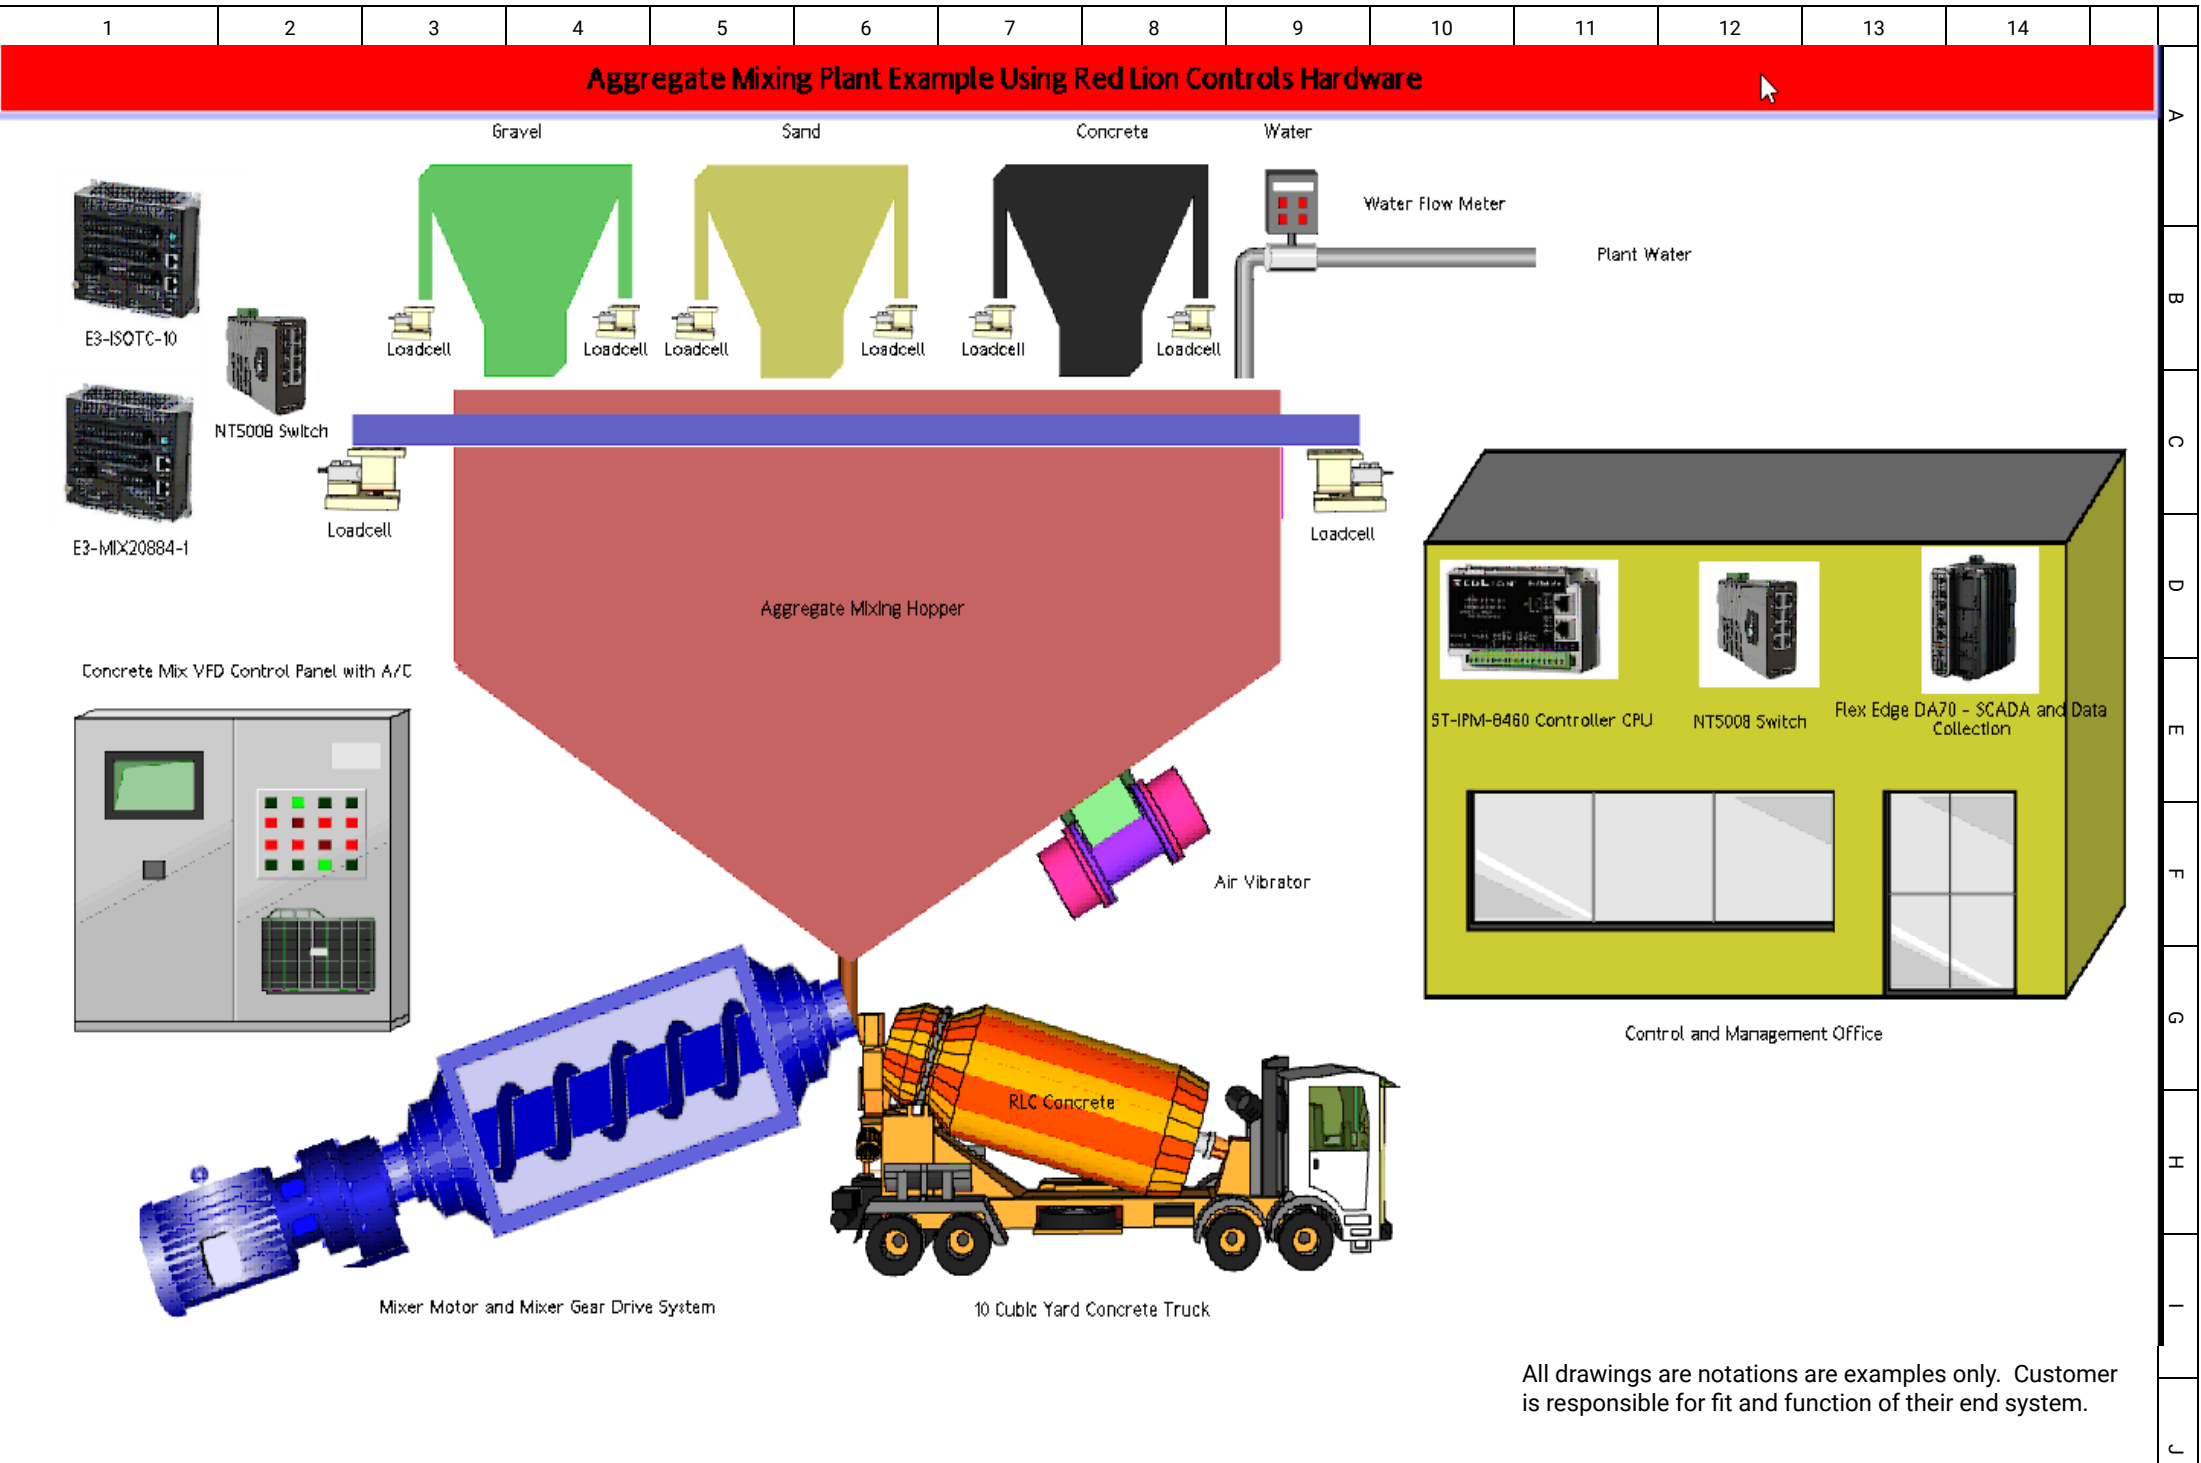 1 2 3 4 5 6 7 8 9 10 11 12 13 14
Aggregate Mixing Plant Example Using Red Lion Controls Hardware
A
Gravel Sand Concrete Water
Water Flow Meter
Plant Water
B
E3-ISOTC-10
Loadcell Loadcell Loadcell Loadcell Loadcell Loadcell
NT5008 Switch
C
Loadcell Loadcell
E3-MIX20884-1
D
Aggregate Mixing Hopper
Concrete Mix VFD Control Panel with A/C
ST-IPM-8460 Controller CPU
NT5008 Switch
Flex Edge DA70 - SCADA and Data
Collection
E
F
Air Vibrator
G
Control and Management Office
RLC Concrete
H
Mixer Motor and Mixer Gear Drive System
10 Cubic Yard Concrete Truck
I
All drawings are notations are examples only. Customer
is responsible for fit and function of their end system.
J